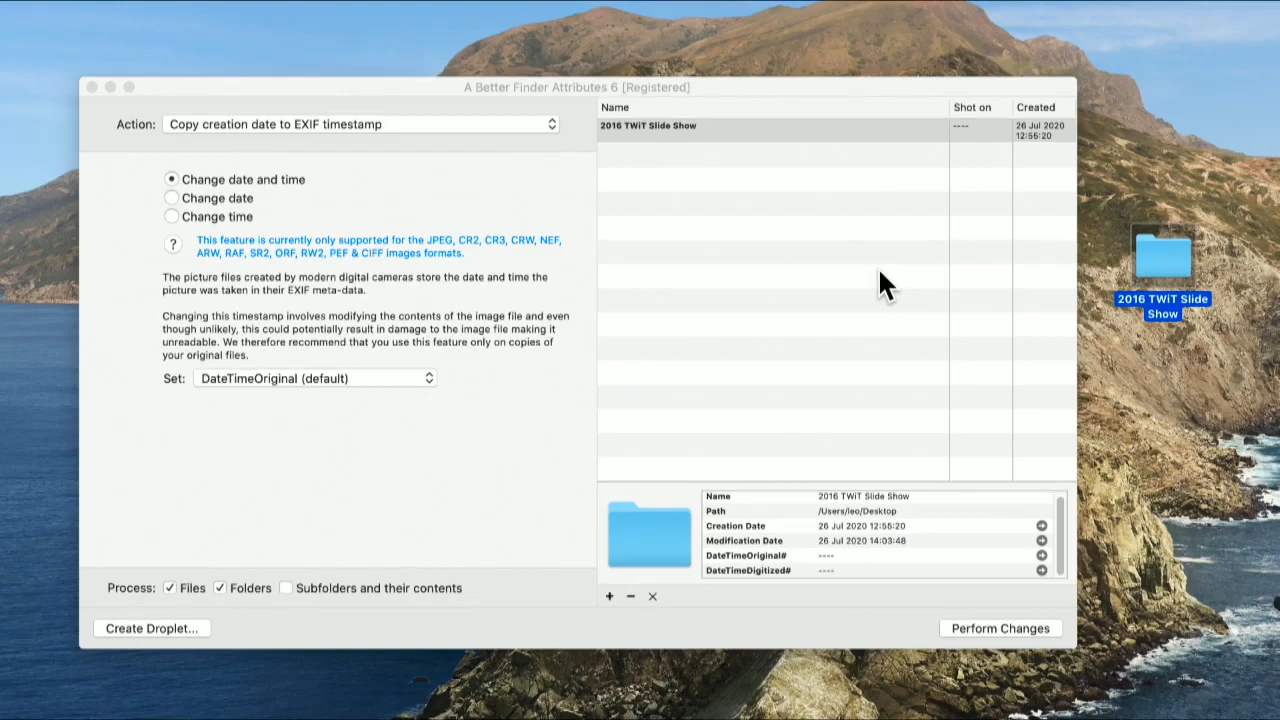 A Better Finder Attributes 6 [Registered]
Action: Copy creation date to EXIF timestamp
Change date and time
Change date
Change time
? This feature is currently only supported for the JPEG, CR2, CR3, CRW, NEF,
ARW, RAF, SR2, ORF, RW2, PEF & CIFF images formats.
The picture files created by modern digital cameras store the date and time the
picture was taken in their EXIF meta-data.
Changing this timestamp involves modifying the contents of the image file and even
though unlikely, this could potentially result in damage to the image file making it
unreadable. We therefore recommend that you use this feature only on copies of
your original files.
Set: DateTimeOriginal (default)
Process: Files Folders Subfolders and their contents
Create Droplet...
Name Shot on Created
2016 TWiT Slide Show ---- 26 Jul 2020
12:55:20
Name 2016 TWiT Slide Show
Path /Users/leo/Desktop
Creation Date 26 Jul 2020 12:55:20
Modification Date 26 Jul 2020 14:03:48
DateTimeOriginal# ----
DateTimeDigitized# ----
Perform Changes
2016 TWiT Slide
Show